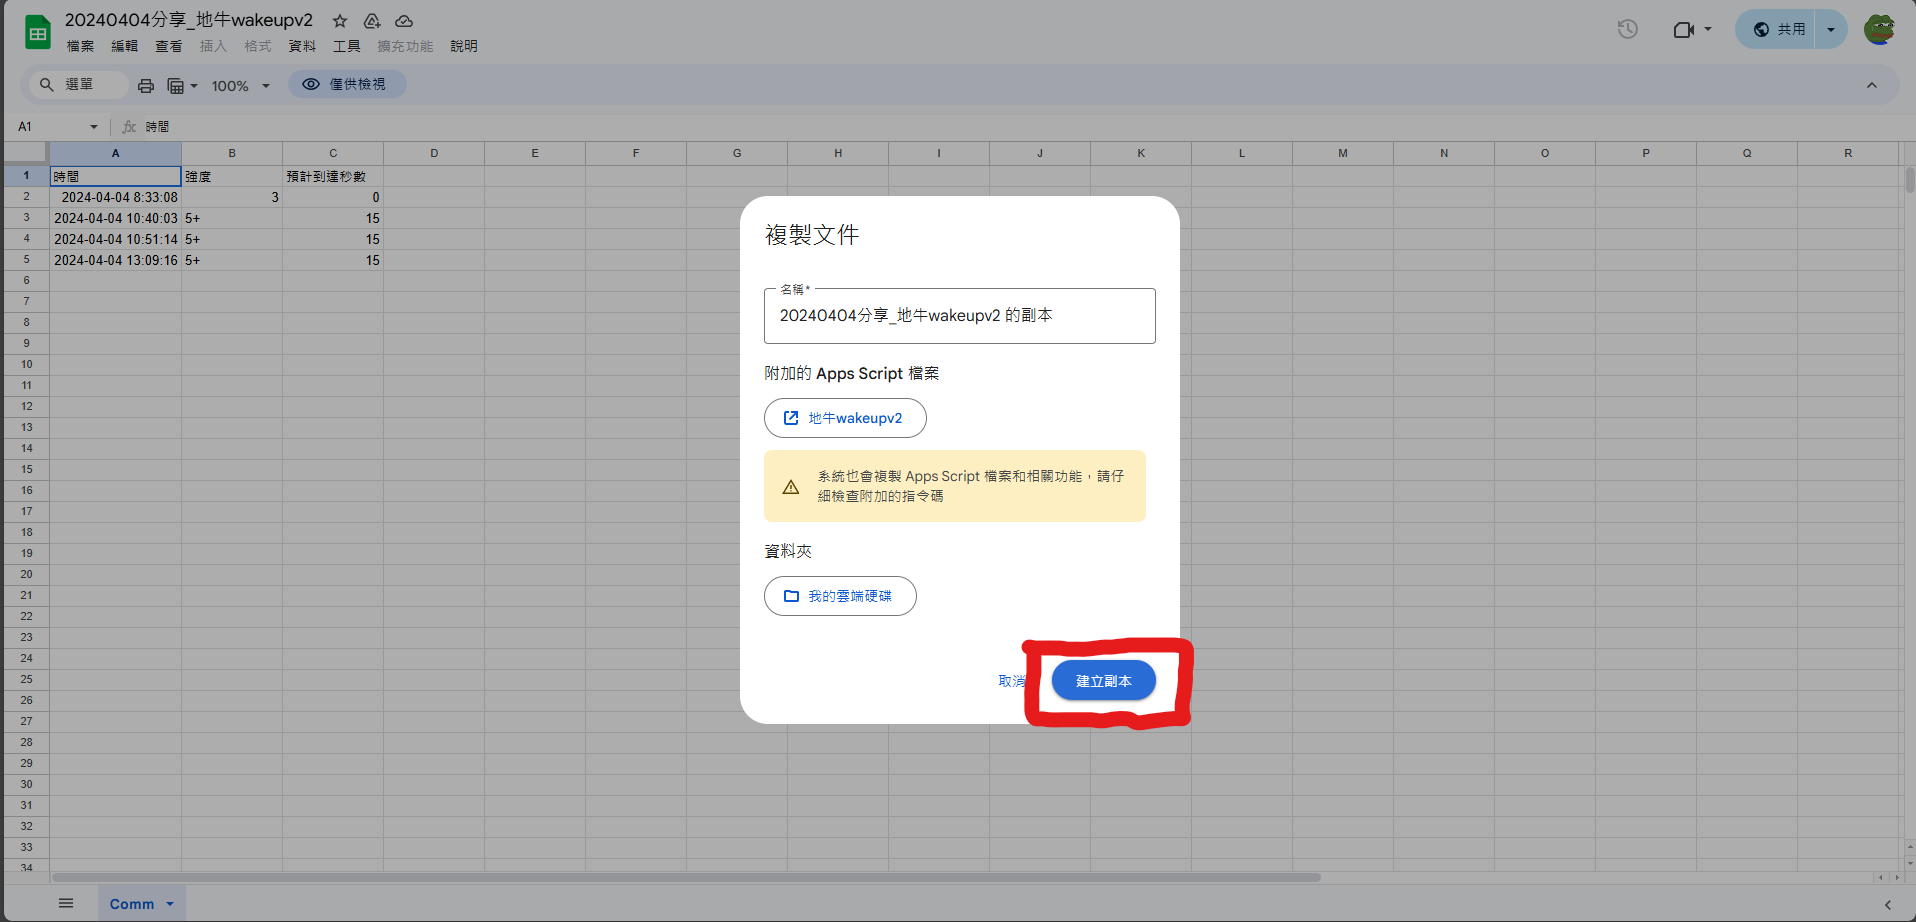 20240404分享_地牛wakeupv2
檔案 編輯 查看 插入 格式 資料 工具 擴充功能 說明
共用
選單 100% 僅供檢視
A1 fx 時間
A B C D E F G H I J K L M N O P Q R
1 時間 強度 預計到達秒數
2 2024-04-04 8:33:08 3 0
3 2024-04-04 10:40:03 5+ 15
4 2024-04-04 10:51:14 5+ 15
5 2024-04-04 13:09:16 5+ 15
6
7
8
9
10
11
12
13
14
15
16
17
18
19
20
21
22
23
24
25
26
27
28
29
30
31
32
33
34
複製文件
名稱*
20240404分享_地牛wakeupv2 的副本
附加的 Apps Script 檔案
地牛wakeupv2
系統也會複製 Apps Script 檔案和相關功能，請仔
細檢查附加的指令碼
資料夾
我的雲端硬碟
取消 建立副本
Comm